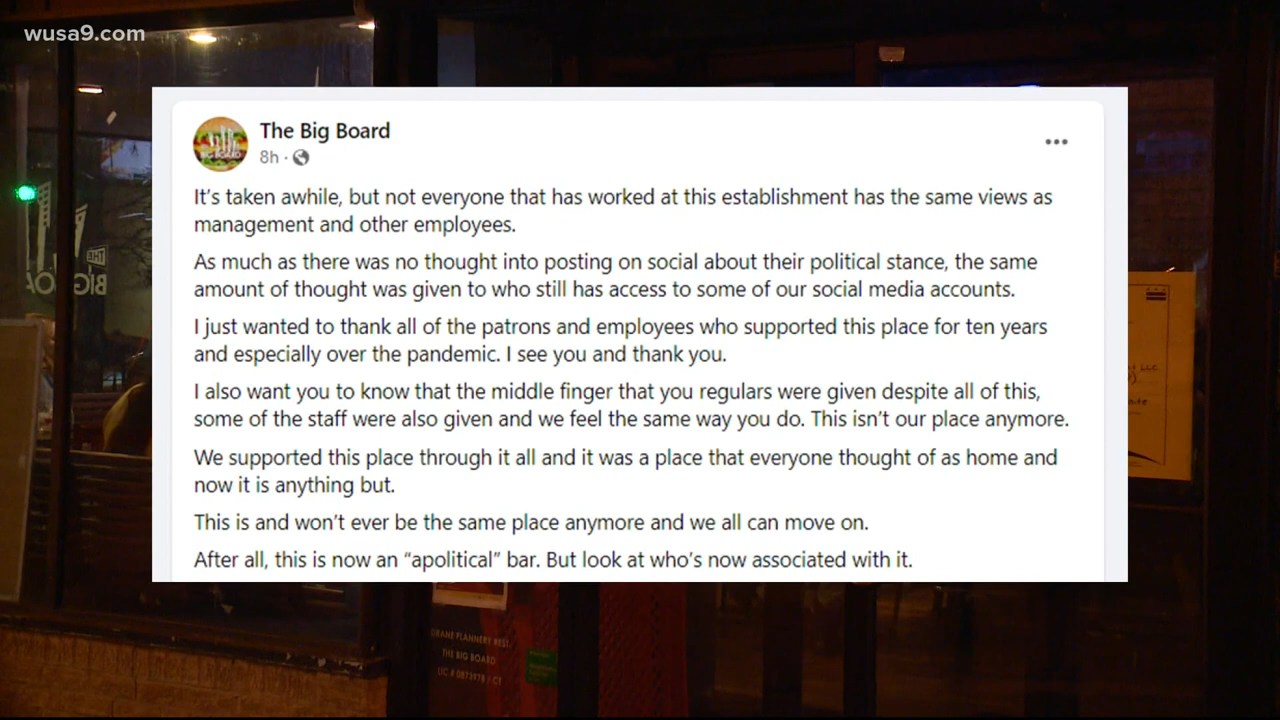 wusa9.com
The Big Board
8h ·
It's taken awhile, but not everyone that has worked at this establishment has the same views as
management and other employees.
As much as there was no thought into posting on social about their political stance, the same
amount of thought was given to who still has access to some of our social media accounts.
I just wanted to thank all of the patrons and employees who supported this place for ten years
and especially over the pandemic. I see you and thank you.
I also want you to know that the middle finger that you regulars were given despite all of this,
some of the staff were also given and we feel the same way you do. This isn't our place anymore.
We supported this place through it all and it was a place that everyone thought of as home and
now it is anything but.
This is and won't ever be the same place anymore and we all can move on.
After all, this is now an “apolitical” bar. But look at who's now associated with it.
THE
BIG BOA
THE BIG BOARD